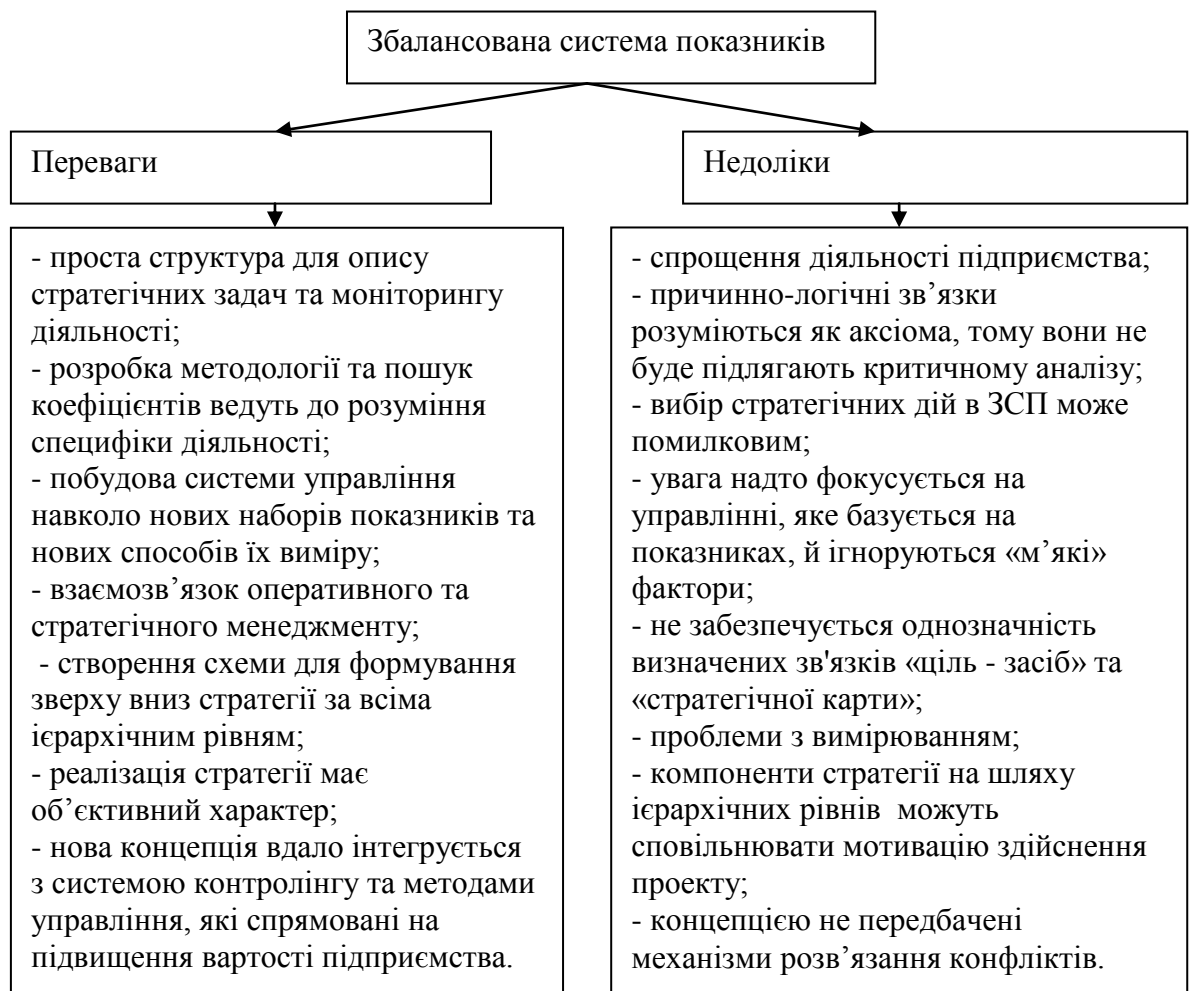 Збалансована система показників
Переваги
Недоліки
- проста структура для опису
стратегічних задач та моніторингу
діяльності;
- розробка методології та пошук
коефіцієнтів ведуть до розуміння
специфіки діяльності;
- побудова системи управління
навколо нових наборів показників та
нових способів їх виміру;
- взаємозв’язок оперативного та
стратегічного менеджменту;
- створення схеми для формування
зверху вниз стратегії за всіма
ієрархічним рівням;
- реалізація стратегії має
об’єктивний характер;
- нова концепція вдало інтегрується
з системою контролінгу та методами
управління, які спрямовані на
підвищення вартості підприємства.
- спрощення діяльності підприємства;
- причинно-логічні зв’язки
розуміються як аксіома, тому вони не
буде підлягають критичному аналізу;
- вибір стратегічних дій в ЗСП може
помилковим;
- увага надто фокусується на
управлінні, яке базується на
показниках, й ігноруються «м’які»
фактори;
- не забезпечується однозначність
визначених зв'язків «ціль - засіб» та
«стратегічної карти»;
- проблеми з вимірюванням;
- компоненти стратегії на шляху
ієрархічних рівнів можуть
сповільнювати мотивацію здійснення
проекту;
- концепцією не передбачені
механізми розв’язання конфліктів.